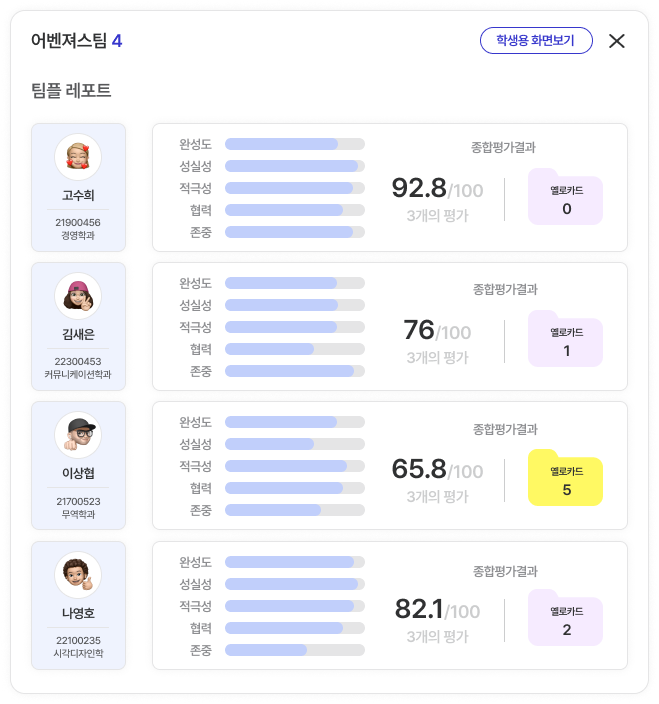 어벤져스팀 4
학생용 화면보기
팀플 레포트
고수희
21900456
경영학과
완성도
성실성
적극성
협력
존중
종합평가결과
92.8/100
3개의 평가
옐로카드
0
김새은
22300453
커뮤니케이션학과
완성도
성실성
적극성
협력
존중
종합평가결과
76/100
3개의 평가
옐로카드
1
이상협
21700523
무역학과
완성도
성실성
적극성
협력
존중
종합평가결과
65.8/100
3개의 평가
옐로카드
5
나영호
22100235
시각디자인학
완성도
성실성
적극성
협력
존중
종합평가결과
82.1/100
3개의 평가
옐로카드
2